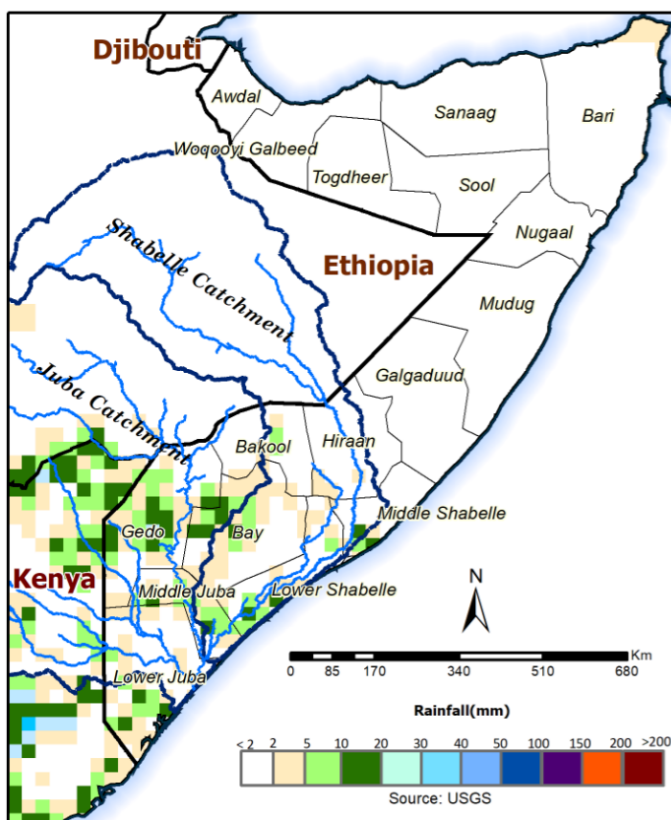 Djibouti
Awdal
Sanaag
Bari
Woqooyi Galbeed
Togdheer
Sool
Nugaal
Shabelle Catchment
Ethiopia
Mudug
Galgaduud
Juba Catchment
Bakool
Hiraan
Middle Shabelle
Gedo
Bay
Kenya
Middle Juba
Lower Shabelle
N
Lower Juba
0 85 170 340 510 680 Km
Rainfall(mm)
< 2 2 5 10 20 30 40 50 100 150 200 >200
Source: USGS